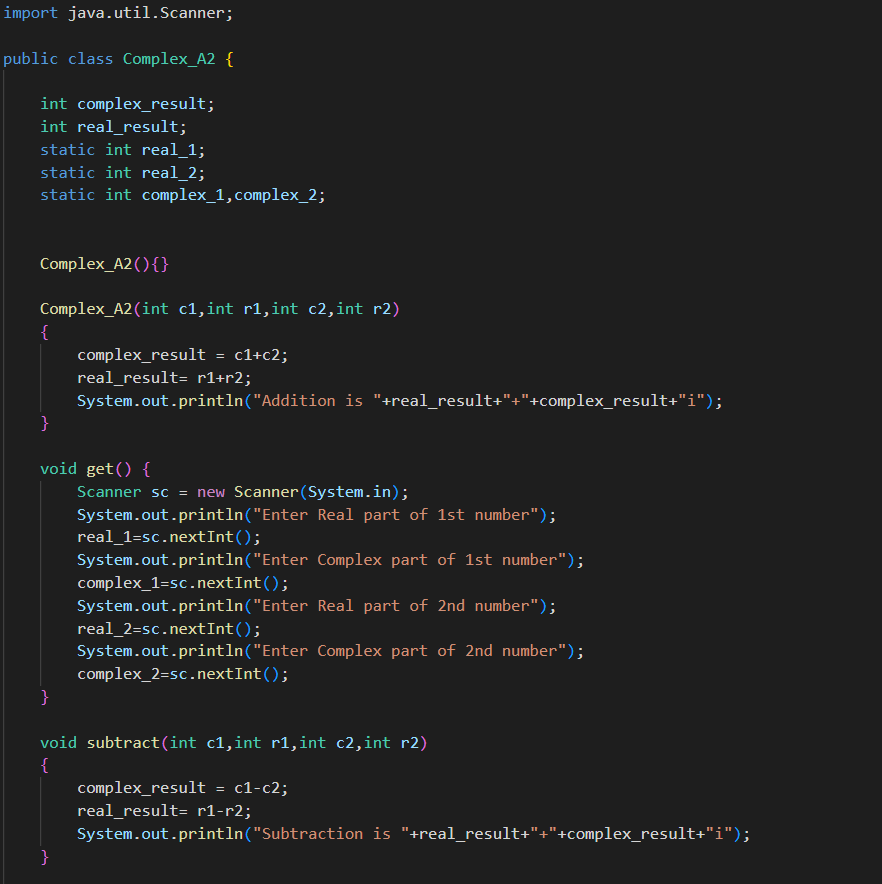 import java.util.Scanner;
public class Complex_A2 {
int complex_result;
int real_result;
static int real_1;
static int real_2;
static int complex_1,complex_2;
Complex_A2(){}
Complex_A2(int c1,int r1,int c2,int r2)
{
complex_result = c1+c2;
real_result= r1+r2;
System.out.println("Addition is "+real_result+"+"+complex_result+"i");
}
void get() {
Scanner sc = new Scanner(System.in);
System.out.println("Enter Real part of 1st number");
real_1=sc.nextInt();
System.out.println("Enter Complex part of 1st number");
complex_1=sc.nextInt();
System.out.println("Enter Real part of 2nd number");
real_2=sc.nextInt();
System.out.println("Enter Complex part of 2nd number");
complex_2=sc.nextInt();
}
void subtract(int c1,int r1,int c2,int r2)
{
complex_result = c1-c2;
real_result= r1-r2;
System.out.println("Subtraction is "+real_result+"+"+complex_result+"i");
}